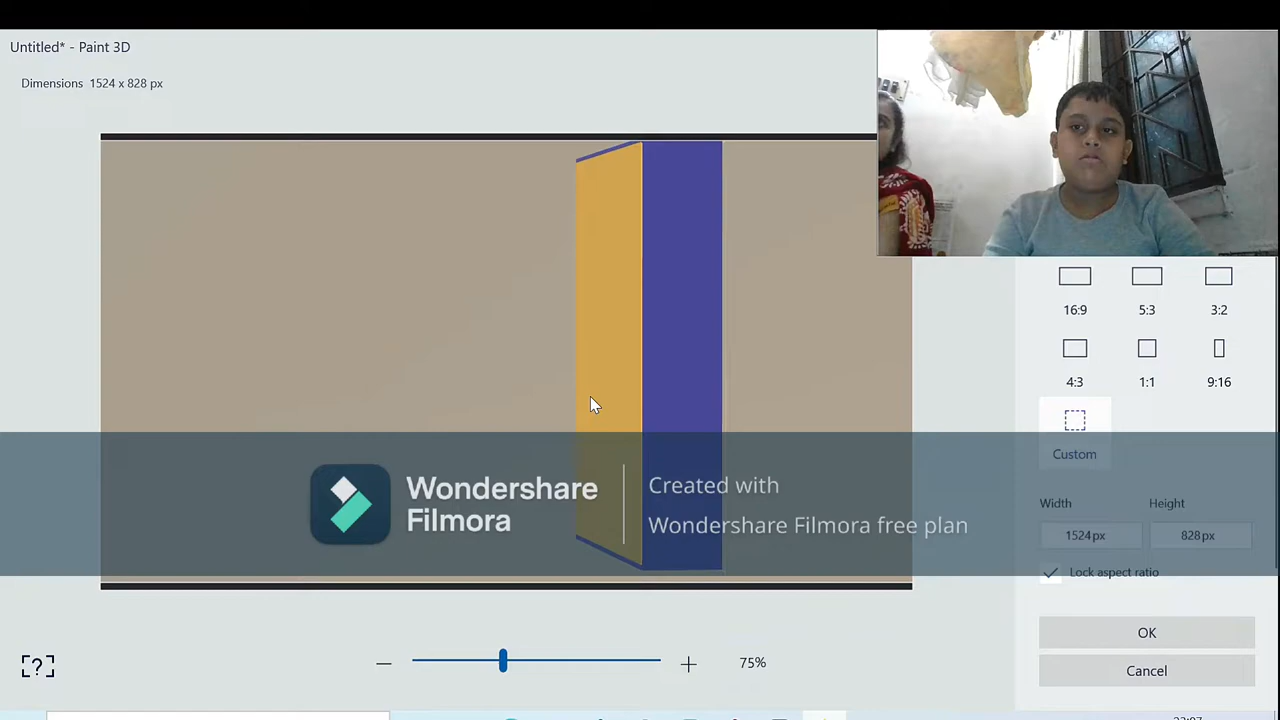 Untitled* - Paint 3D
Dimensions 1524 x 828 px
16:9 5:3 3:2
4:3 1:1 9:16
Custom
Wondershare
Filmora
Created with
Wondershare Filmora free plan
Width Height
1524px 828px
Lock aspect ratio
OK
Cancel
75%